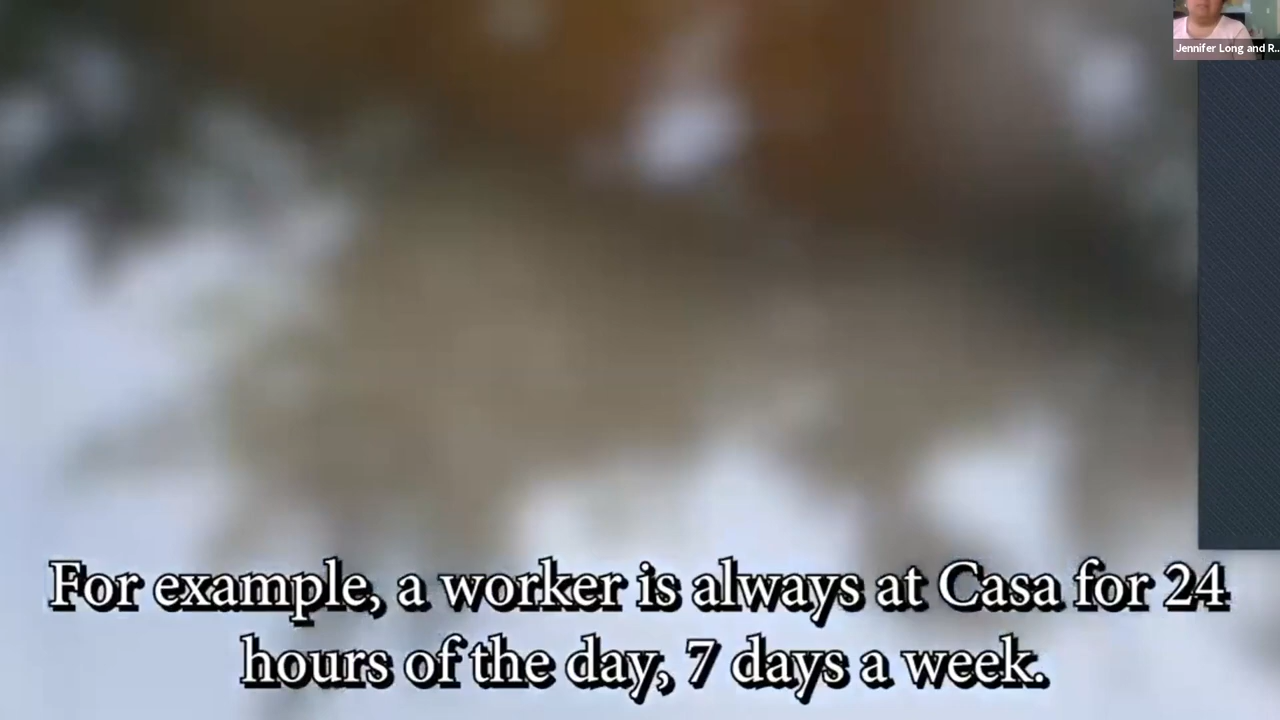 Jennifer Long and R...
For example, a worker is always at Casa for 24
hours of the day, 7 days a week.